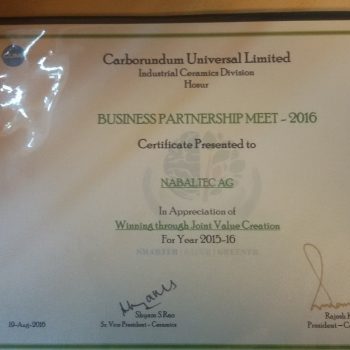 Carborundum Universal Limited
Industrial Ceramics Division
Hosur
BUSINESS PARTNERSHIP MEET - 2016
Certificate Presented to
NABALTEC AG
In Appreciation of
Winning through Joint Value Creation
For Year 2015-16
19-Aug-2016
Shyam S Rao
Sr. Vice President - Ceramics
Rajesh
President - C